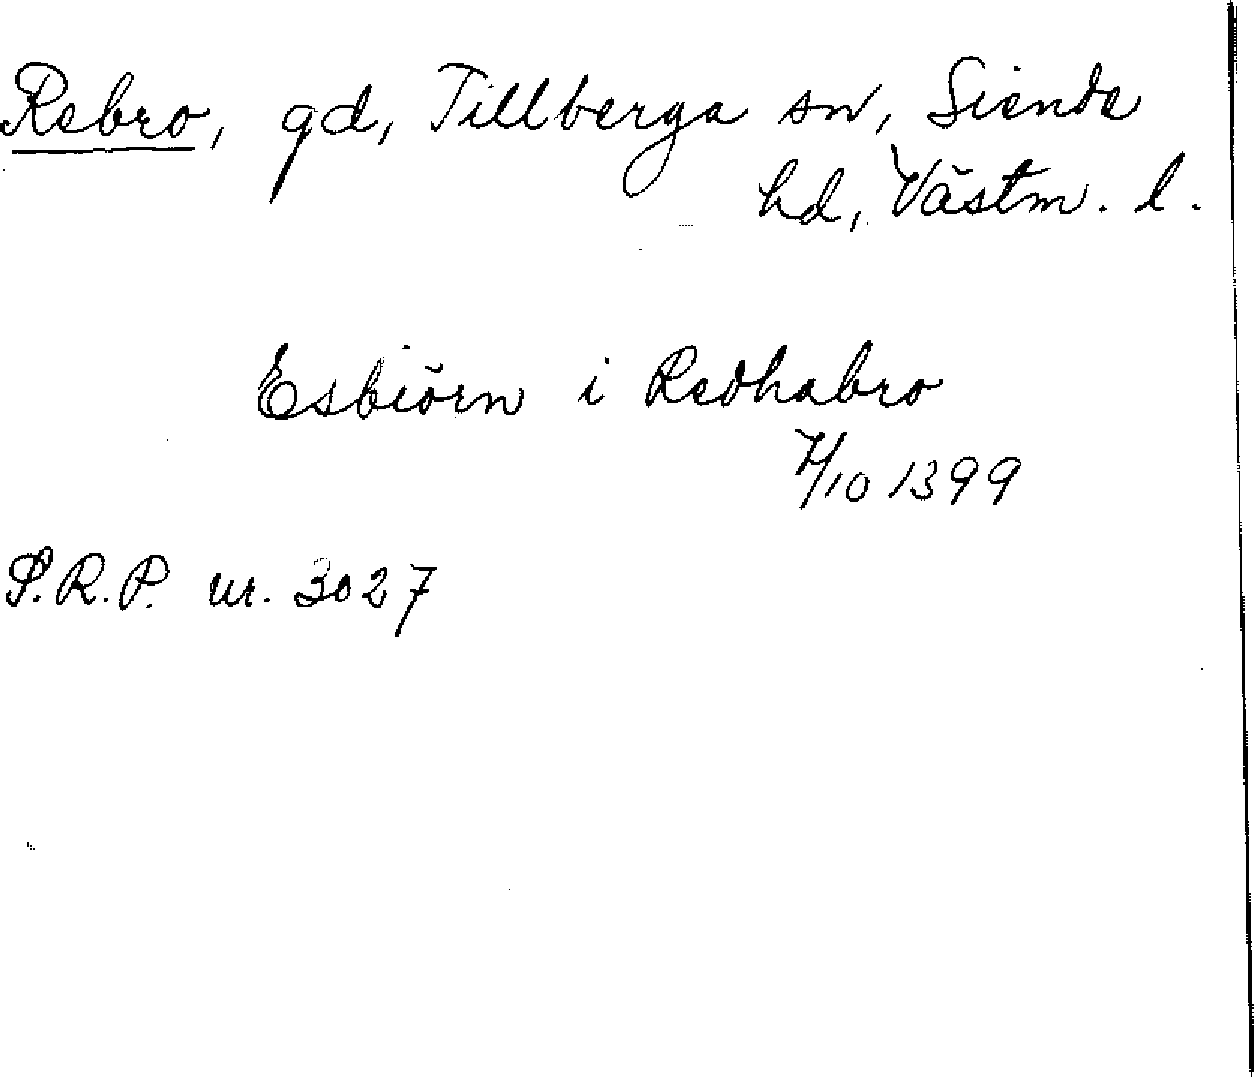 Rebro, gd, Tillberga sn, Siende
hd, Västm. l.
Esbiörn i Redhabro
7/10 1399
S.R.P. nr. 3027